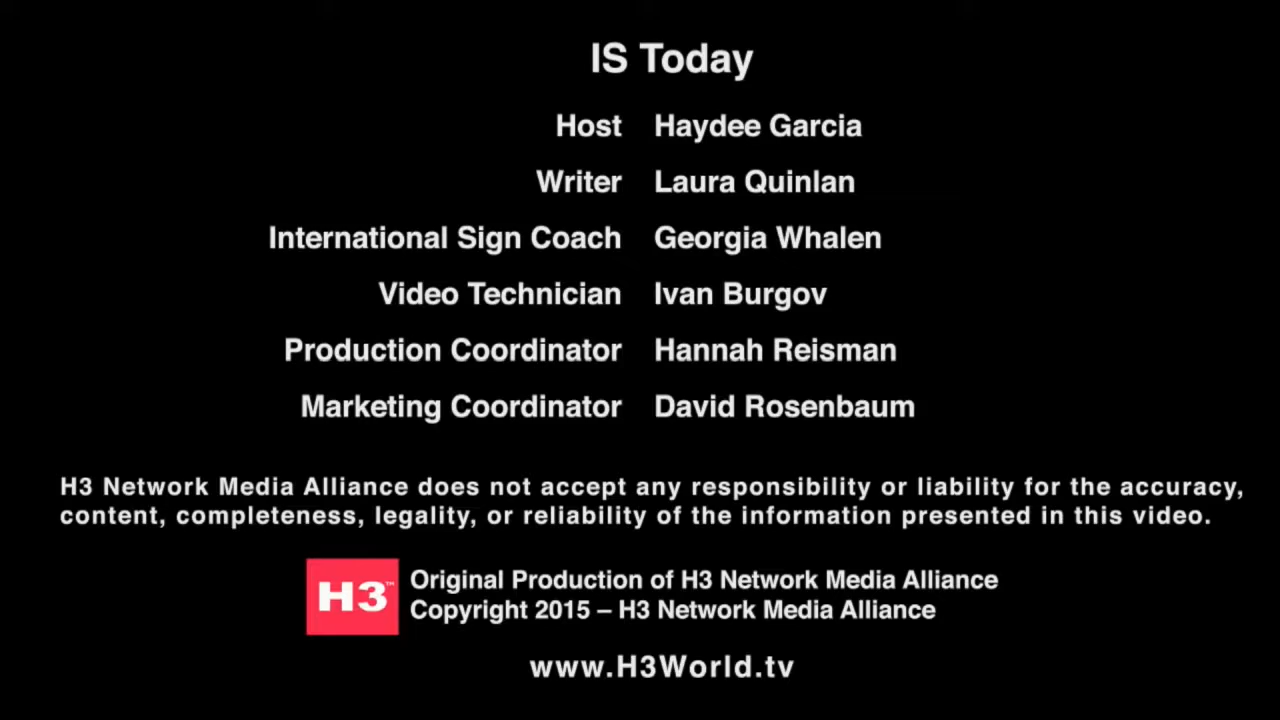 IS Today
Host Haydee Garcia
Writer Laura Quinlan
International Sign Coach Georgia Whalen
Video Technician Ivan Burgov
Production Coordinator Hannah Reisman
Marketing Coordinator David Rosenbaum
H3 Network Media Alliance does not accept any responsibility or liability for the accuracy,
content, completeness, legality, or reliability of the information presented in this video.
H3™
Original Production of H3 Network Media Alliance
Copyright 2015 – H3 Network Media Alliance
www.H3World.tv